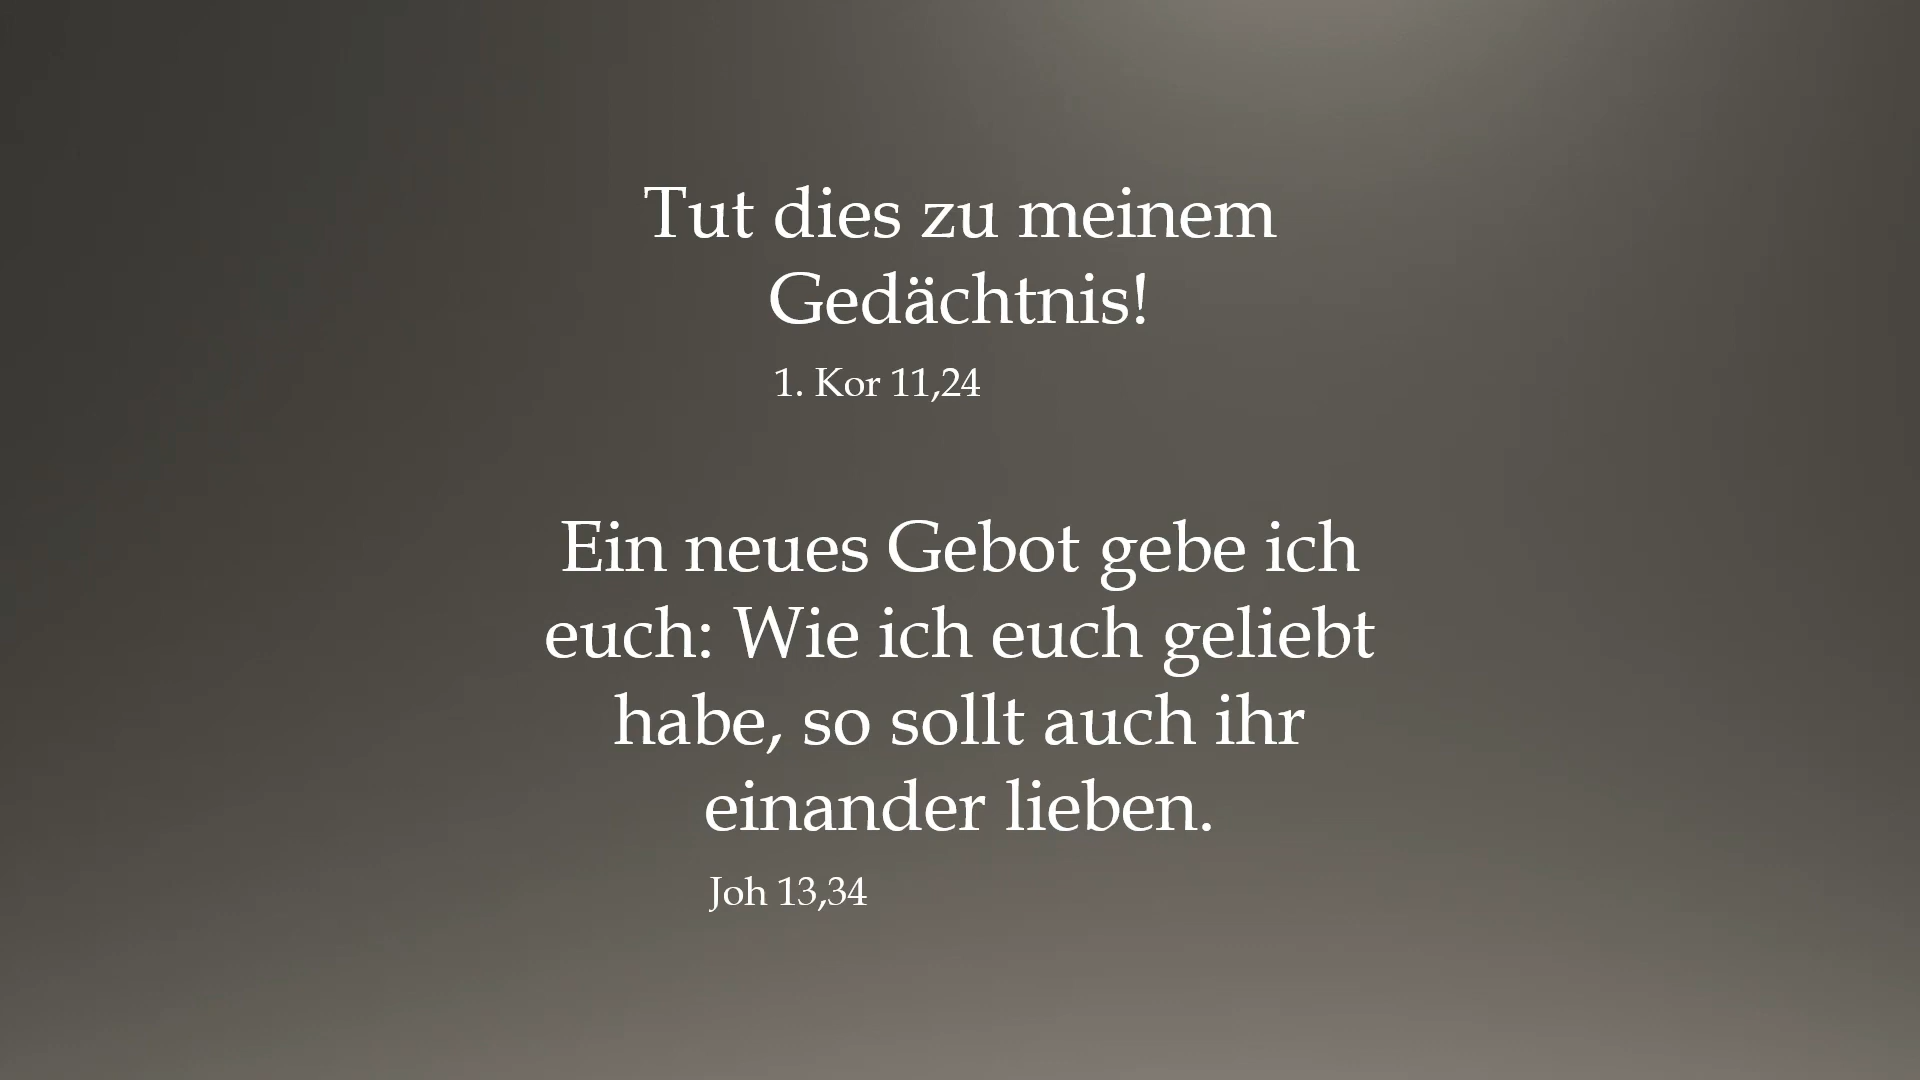 Tut dies zu meinem
Gedächtnis!
1. Kor 11,24
Ein neues Gebot gebe ich
euch: Wie ich euch geliebt
habe, so sollt auch ihr
einander lieben.
Joh 13,34